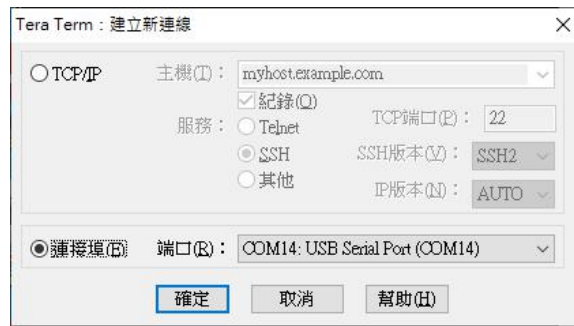 Tera Term：建立新連線
TCP/IP 主機(T)： myhost.example.com
紀錄(O)
服務： Telnet TCP端口(P)： 22
SSH SSH版本(V)： SSH2
其他 IP版本(N)： AUTO
連接埠(E) 端口(R)： COM14: USB Serial Port (COM14)
確定 取消 幫助(H)